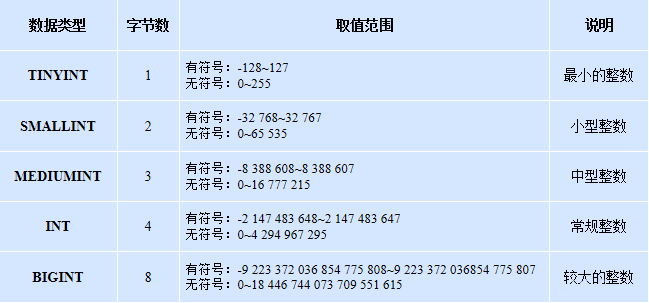 数据类型 字节数 取值范围 说明
TINYINT 1 有符号：-128~127 最小的整数
无符号：0~255
SMALLINT 2 有符号：-32 768~32 767 小型整数
无符号：0~65 535
MEDIUMINT 3 有符号：-8 388 608~8 388 607 中型整数
无符号：0~16 777 215
INT 4 有符号：-2 147 483 648~2 147 483 647 常规整数
无符号：0~4 294 967 295
BIGINT 8 有符号：-9 223 372 036 854 775 808~9 223 372 036854 775 807 较大的整数
无符号：0~18 446 744 073 709 551 615